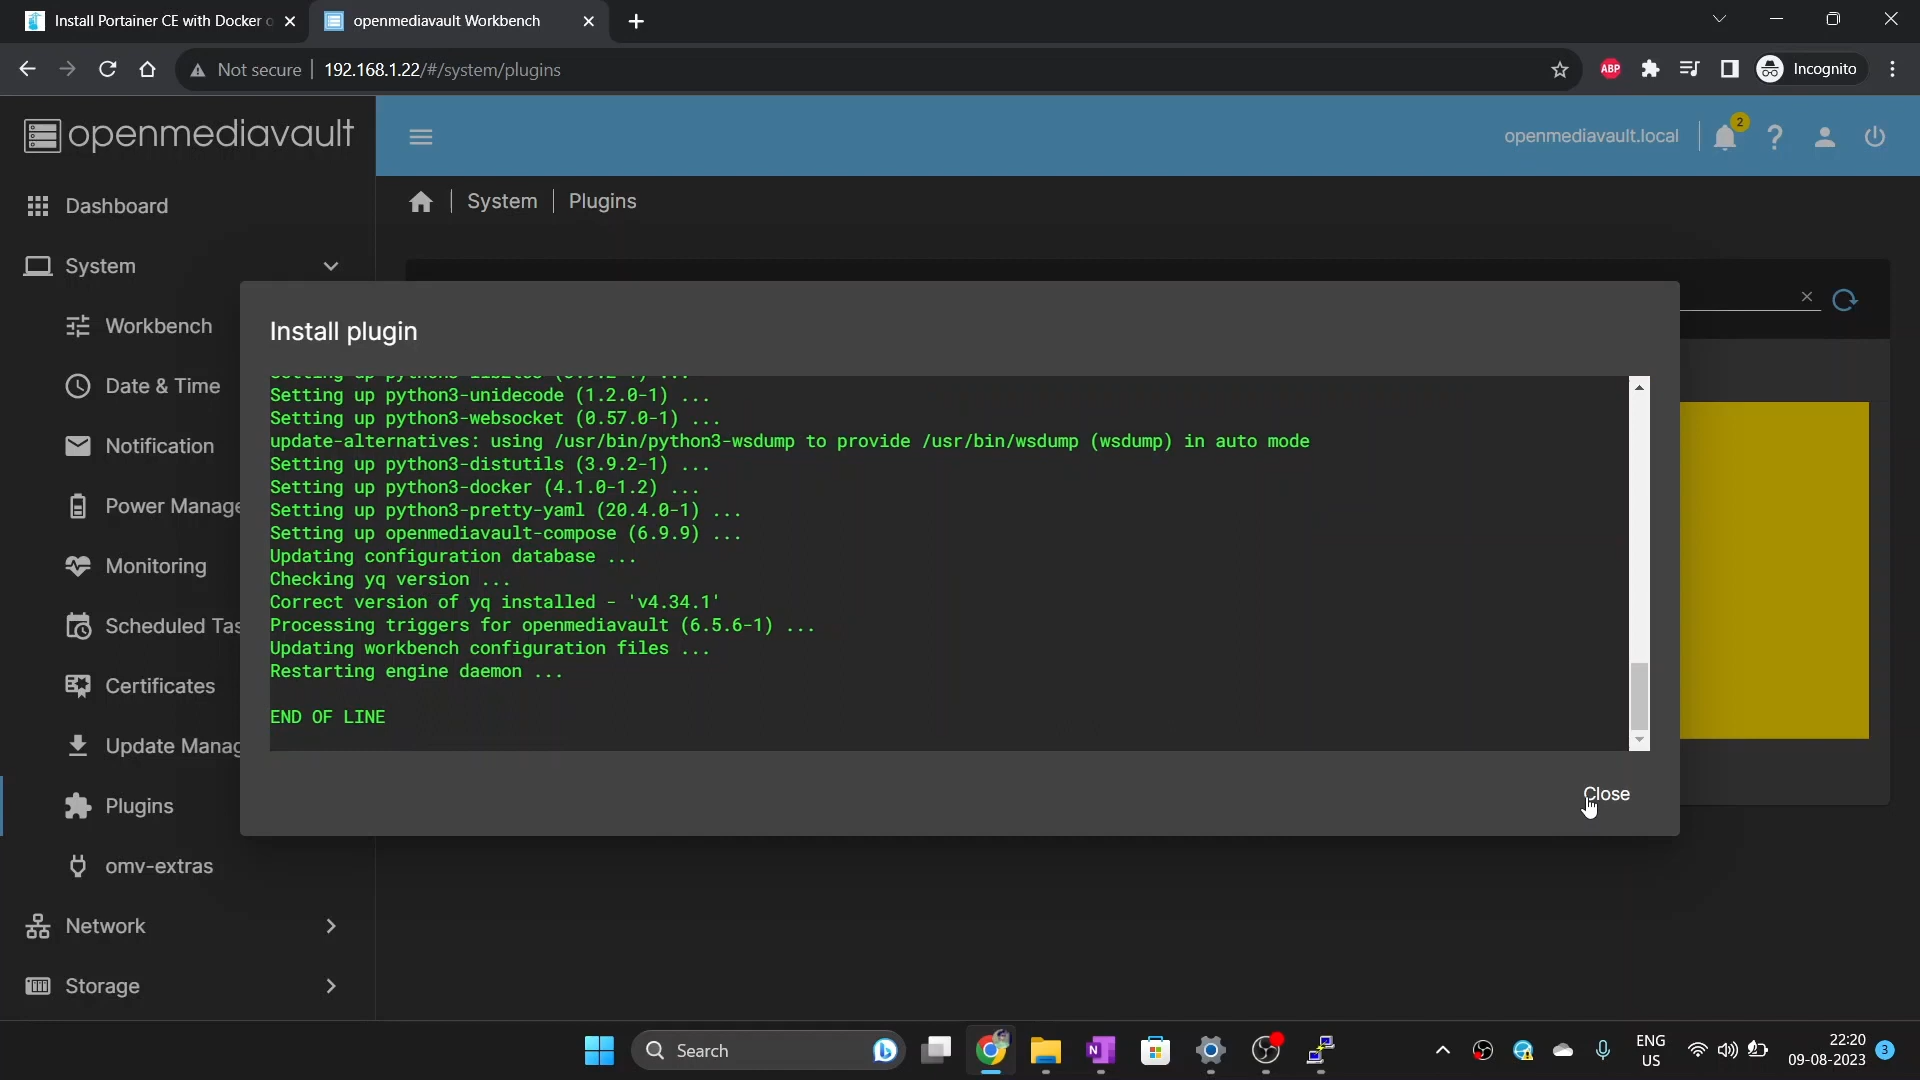 Install Portainer CE with Docker
openmediavault Workbench
Not secure
192.168.1.22/#/system/plugins
ABP
Incognito
openmediavault
openmediavault.local
2
Dashboard
System | Plugins
System
Workbench
Date & Time
Notification
Power Manage
Monitoring
Scheduled Tas
Certificates
Update Manag
Plugins
omv-extras
Network
Storage
Install plugin
Setting up python3-unidecode (1.2.0-1) ...
Setting up python3-websocket (0.57.0-1) ...
update-alternatives: using /usr/bin/python3-wsdump to provide /usr/bin/wsdump (wsdump) in auto mode
Setting up python3-distutils (3.9.2-1) ...
Setting up python3-docker (4.1.0-1.2) ...
Setting up python3-pretty-yaml (20.4.0-1) ...
Setting up openmediavault-compose (6.9.9) ...
Updating configuration database ...
Checking yq version ...
Correct version of yq installed - 'v4.34.1'
Processing triggers for openmediavault (6.5.6-1) ...
Updating workbench configuration files ...
Restarting engine daemon ...
END OF LINE
Close
Search
N
ENG
US
22:20
09-08-2023
3